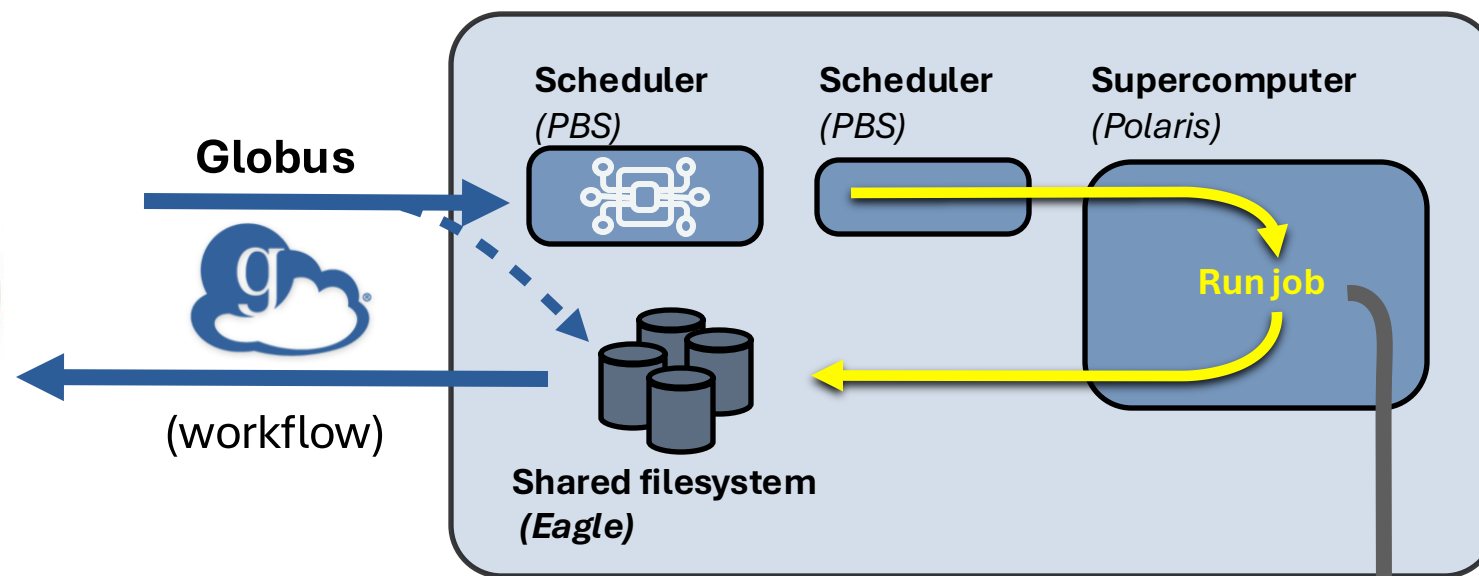 Globus
g
®
(workflow)
Scheduler
(PBS)
Scheduler
(PBS)
Supercomputer
(Polaris)
Run job
Shared filesystem
(Eagle)